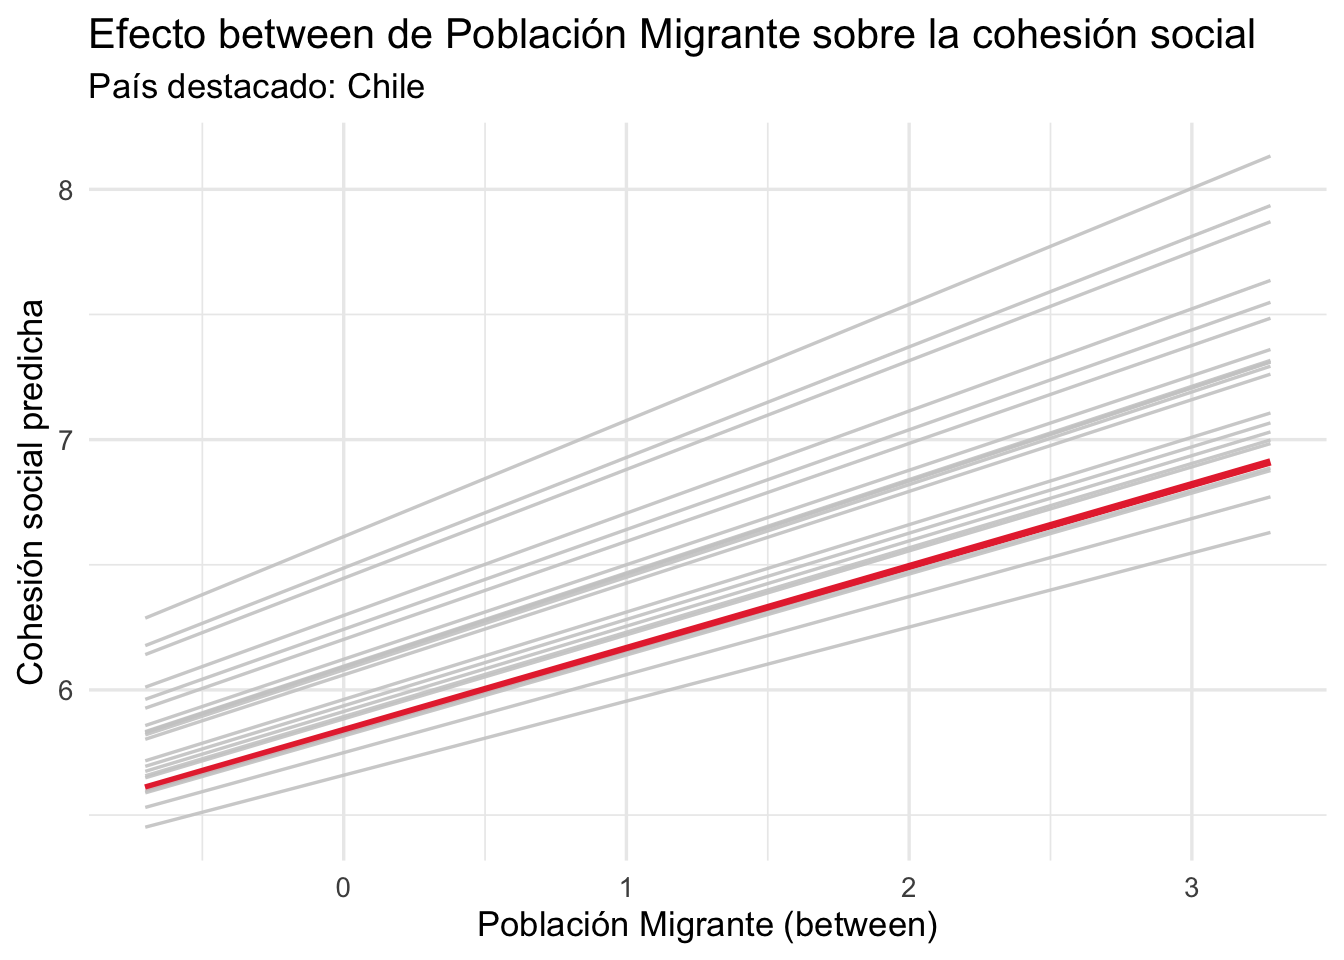 Efecto between de Población Migrante sobre la cohesión social
País destacado: Chile
Cohesión social predicha
8
7
6
0
1
2
3
Población Migrante (between)